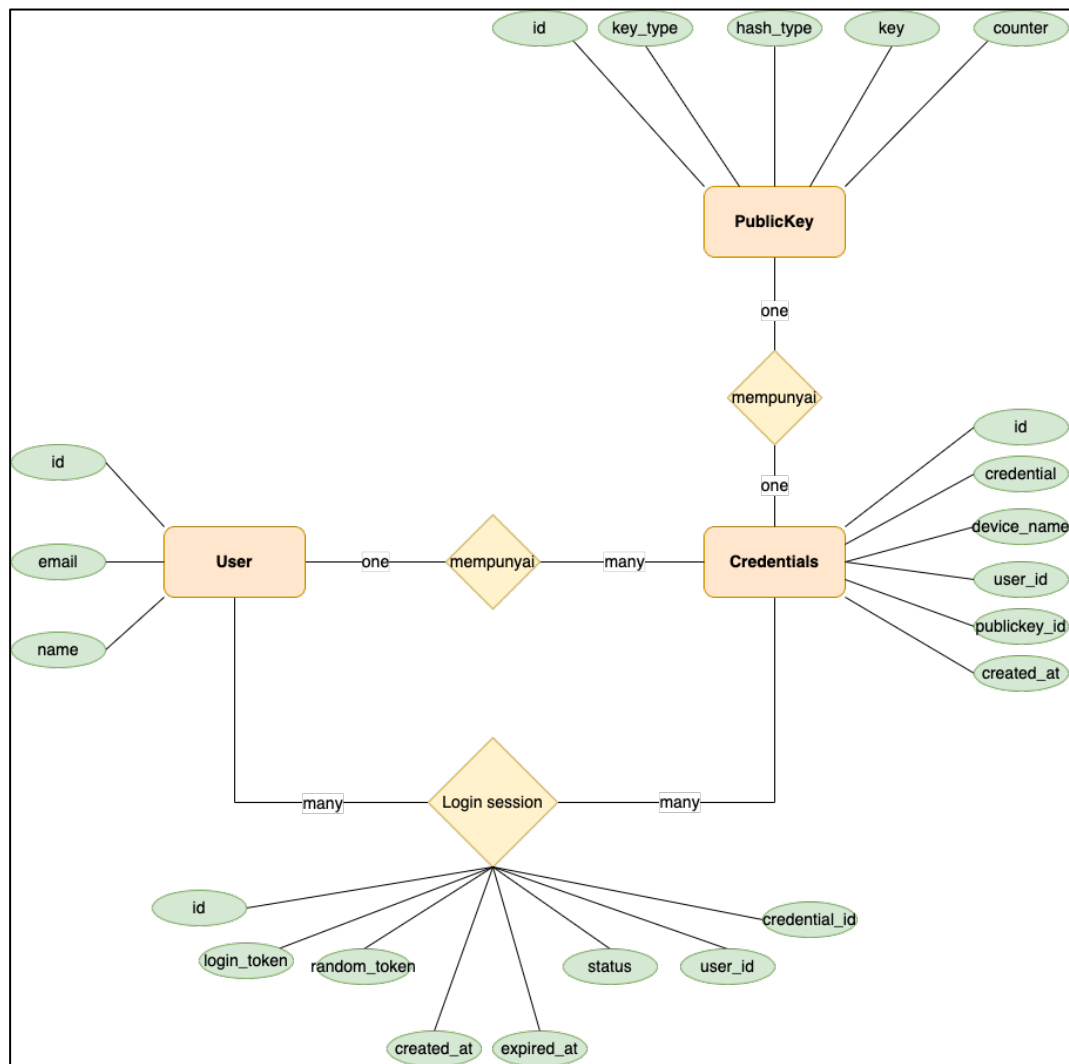 id
key_type
hash_type
key
counter
PublicKey
one
mempunyai
one
id
credential
device_name
user_id
publickey_id
created_at
id
email
name
User
one
mempunyai
many
Credentials
many
Login session
many
id
login_token
random_token
created_at
expired_at
status
user_id
credential_id